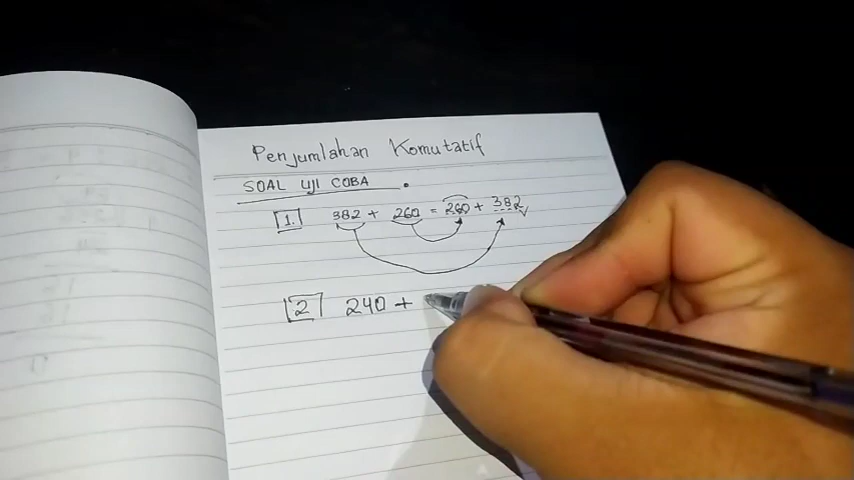 Penjumlahan Komutatif
SOAL UJI COBA .
1. 382 + 260 = 260 + 382
2 240 +